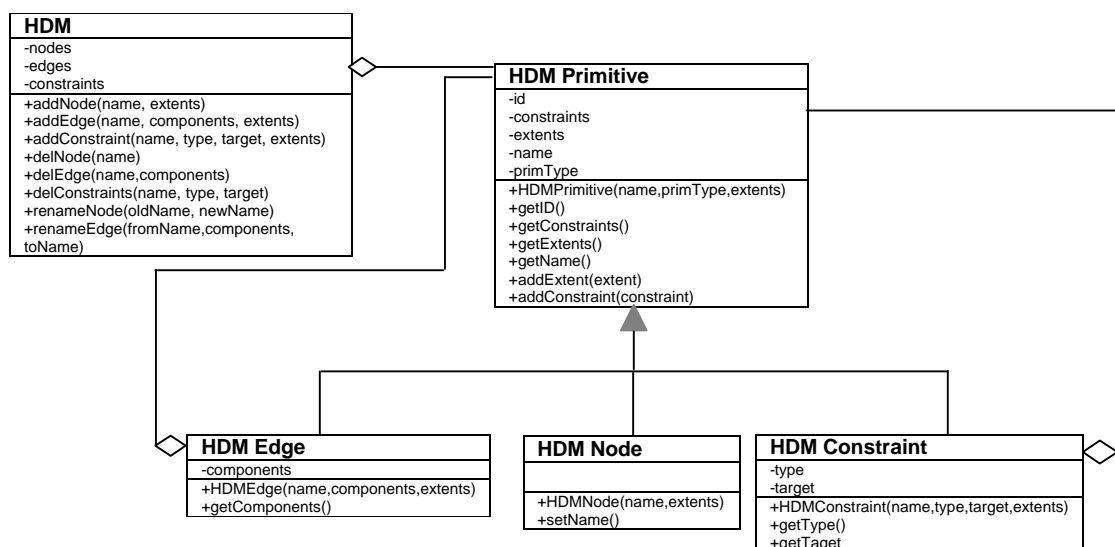 HDM
-nodes
-edges
-constraints
+addNode(name, extents)
+addEdge(name, components, extents)
+addConstraint(name, type, target, extents)
+delNode(name)
+delEdge(name,components)
+delConstraints(name, type, target)
+renameNode(oldName, newName)
+renameEdge(fromName,components,
toName)
HDM Primitive
-id
-constraints
-extents
-name
-primType
+HDMPrimitive(name,primType,extents)
+getID()
+getConstraints()
+getExtents()
+getName()
+addExtent(extent)
+addConstraint(constraint)
HDM Edge
-components
+HDMEdge(name,components,extents)
+getComponents()
HDM Node
+HDMNode(name,extents)
+setName()
HDM Constraint
-type
-target
+HDMConstraint(name,type,target,extents)
+getType()
+getTaget